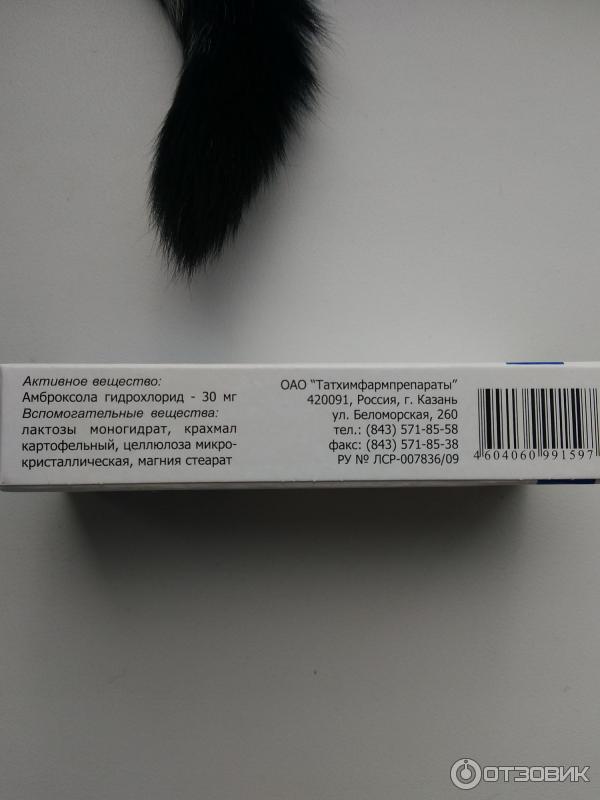 Активное вещество:
Амброксола гидрохлорид - 30 мг
Вспомогательные вещества:
лактозы моногидрат, крахмал
картофельный, целлюлоза микро-
кристаллическая, магния стеарат
ОАО "Татхимфармпрепараты"
420091, Россия, г. Казань
ул. Беломорская, 260
тел.: (843) 571-85-58
факс: (843) 571-85-38
РУ № ЛСР-007836/09
4 604060 991597
ОТЗОВИК